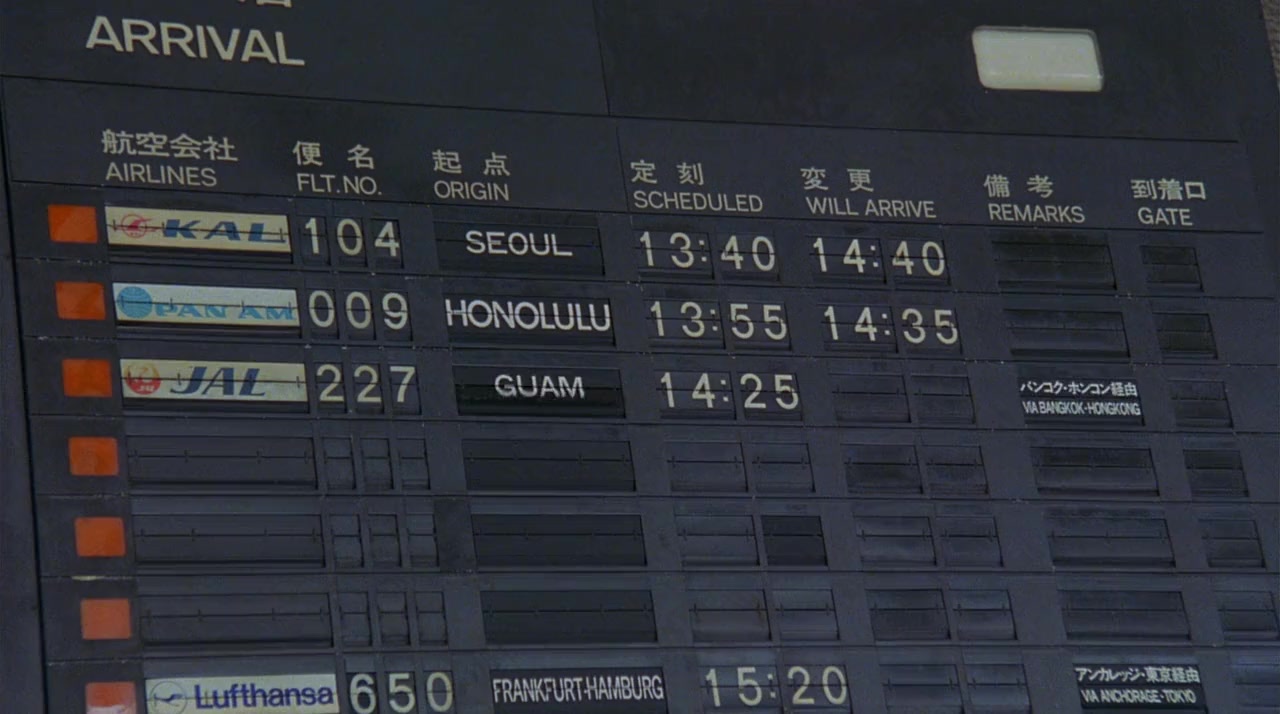 ARRIVAL
航空会社 便名 起点 定刻 変更 備考 到着口
AIRLINES FLT.NO. ORIGIN SCHEDULED WILL ARRIVE REMARKS GATE
KAL 104 SEOUL 13:40 14:40
PAN AM 009 HONOLULU 13:55 14:35
JAL 227 GUAM 14:25 バンコク・ホンコン経由
VIA BANGKOK-HONGKONG
Lufthansa 650 FRANKFURT-HAMBURG 15:20 アンカレッジ・東京経由
VIA ANCHORAGE-TOKYO